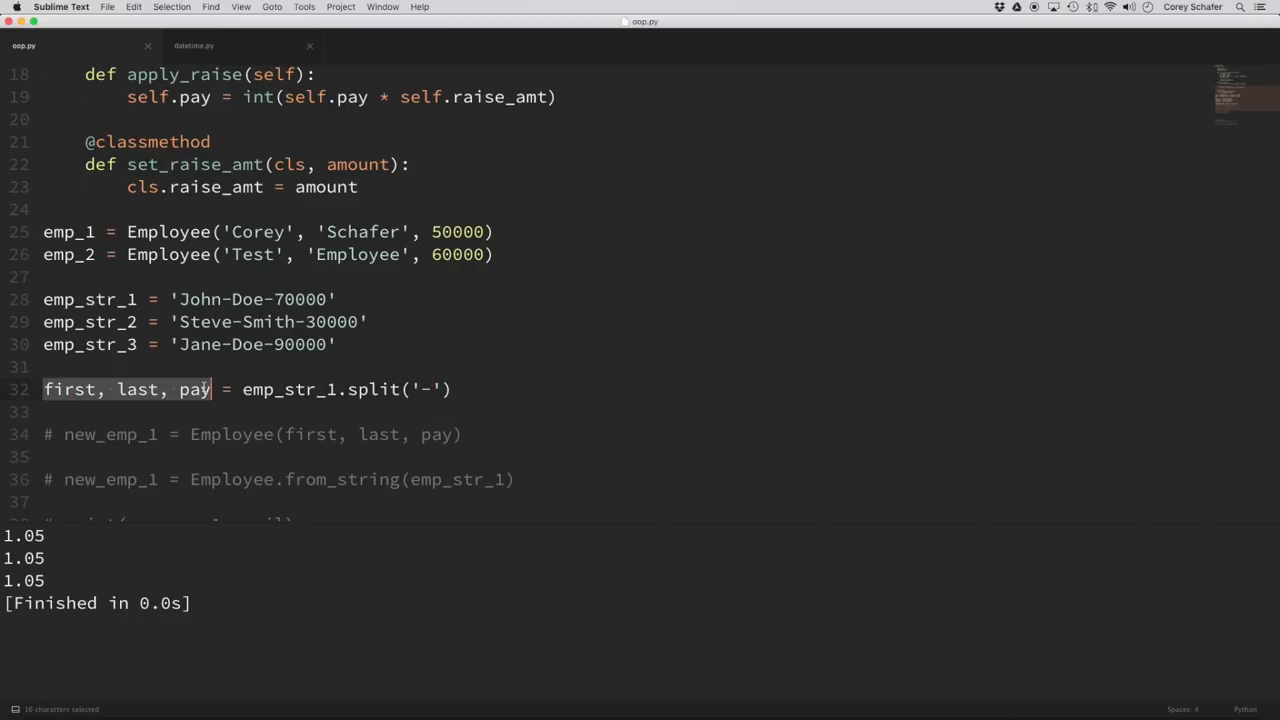 Sublime Text File Edit Selection Find View Goto Tools Project Window Help Corey Schafer
oop.py
oop.py datetime.py
18 def apply_raise(self):
19 self.pay = int(self.pay * self.raise_amt)
20
21 @classmethod
22 def set_raise_amt(cls, amount):
23 cls.raise_amt = amount
24
25 emp_1 = Employee('Corey', 'Schafer', 50000)
26 emp_2 = Employee('Test', 'Employee', 60000)
27
28 emp_str_1 = 'John-Doe-70000'
29 emp_str_2 = 'Steve-Smith-30000'
30 emp_str_3 = 'Jane-Doe-90000'
31
32 first, last, pay = emp_str_1.split('-')
33
34 # new_emp_1 = Employee(first, last, pay)
35
36 # new_emp_1 = Employee.from_string(emp_str_1)
37
1.05
1.05
1.05
[Finished in 0.0s]
16 characters selected Spaces: 4 Python